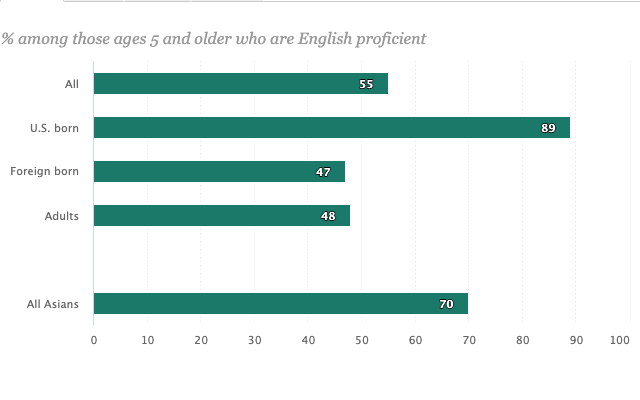 % among those ages 5 and older who are English proficient
All 55
U.S. born 89
Foreign born 47
Adults 48
All Asians 70
0 10 20 30 40 50 60 70 80 90 100